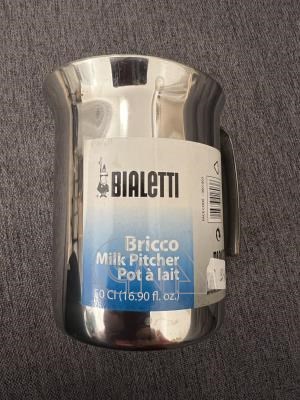 BIALETTI
Bricco
Milk Pitcher
Pot à lait
50 Cl (16.90 fl. oz.)